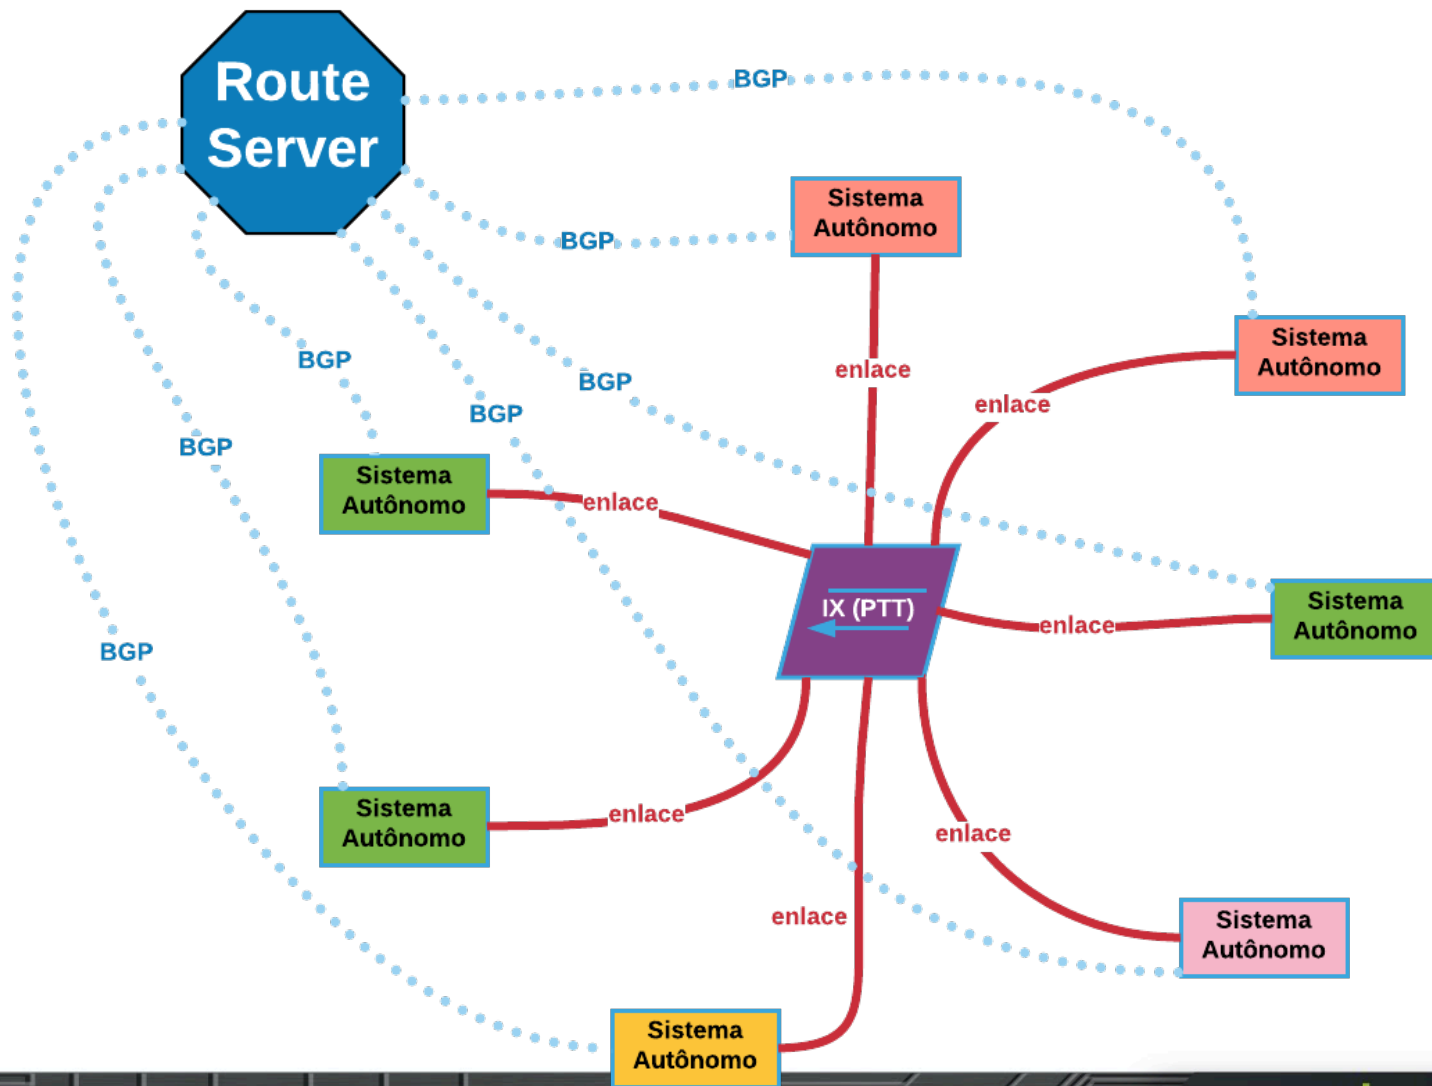 Route
Server
BGP
Sistema
Autônomo
BGP
Sistema
Autônomo
enlace
BGP
BGP
enlace
BGP
BGP
Sistema
Autônomo
enlace
IX (PTT)
Sistema
Autônomo
enlace
BGP
Sistema
Autônomo
enlace
enlace
enlace
Sistema
Autônomo
Sistema
Autônomo